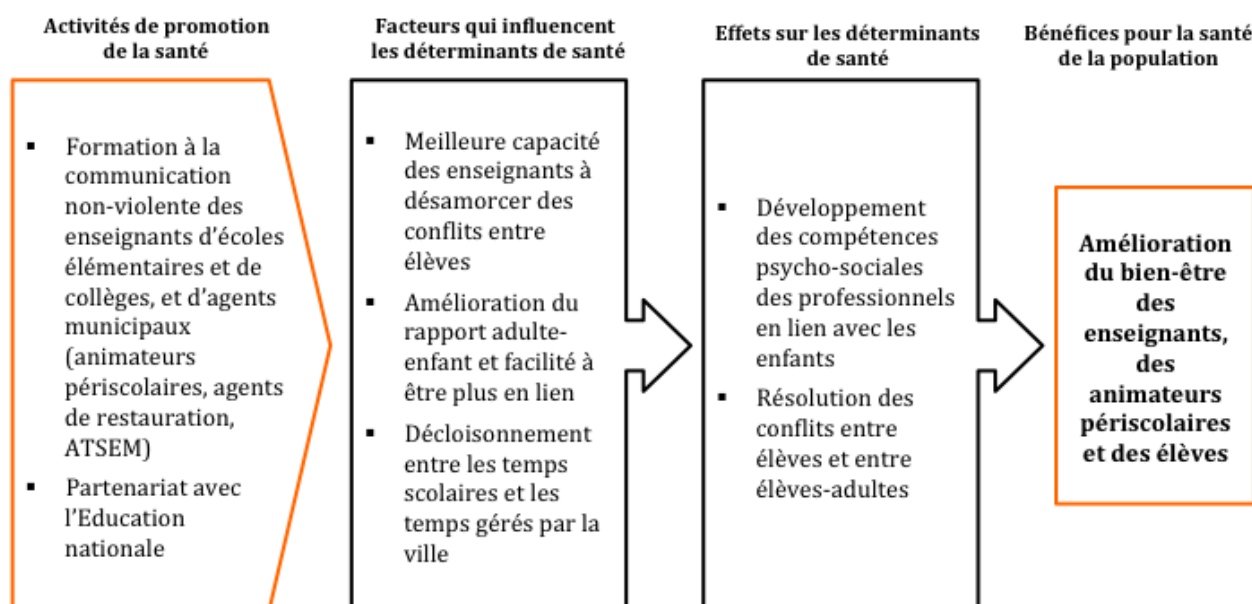 Activités de promotion
de la santé
Facteurs qui influencent
les déterminants de santé
Effets sur les déterminants
de santé
Bénéfices pour la santé
de la population
▪ Formation à la
communication
non-violente des
enseignants d'écoles
élémentaires et de
collèges, et d'agents
municipaux
(animateurs
périscolaires, agents
de restauration,
ATSEM)
▪ Partenariat avec
l'Education
nationale
▪ Meilleure capacité
des enseignants à
désamorcer des
conflits entre
élèves
▪ Amélioration du
rapport adulte-
enfant et facilité à
être plus en lien
▪ Décloisonnement
entre les temps
scolaires et les
temps gérés par la
ville
▪ Développement
des compétences
psycho-sociales
des professionnels
en lien avec les
enfants
▪ Résolution des
conflits entre
élèves et entre
élèves-adultes
Amélioration
du bien-être
des
enseignants,
des
animateurs
périscolaires
et des élèves